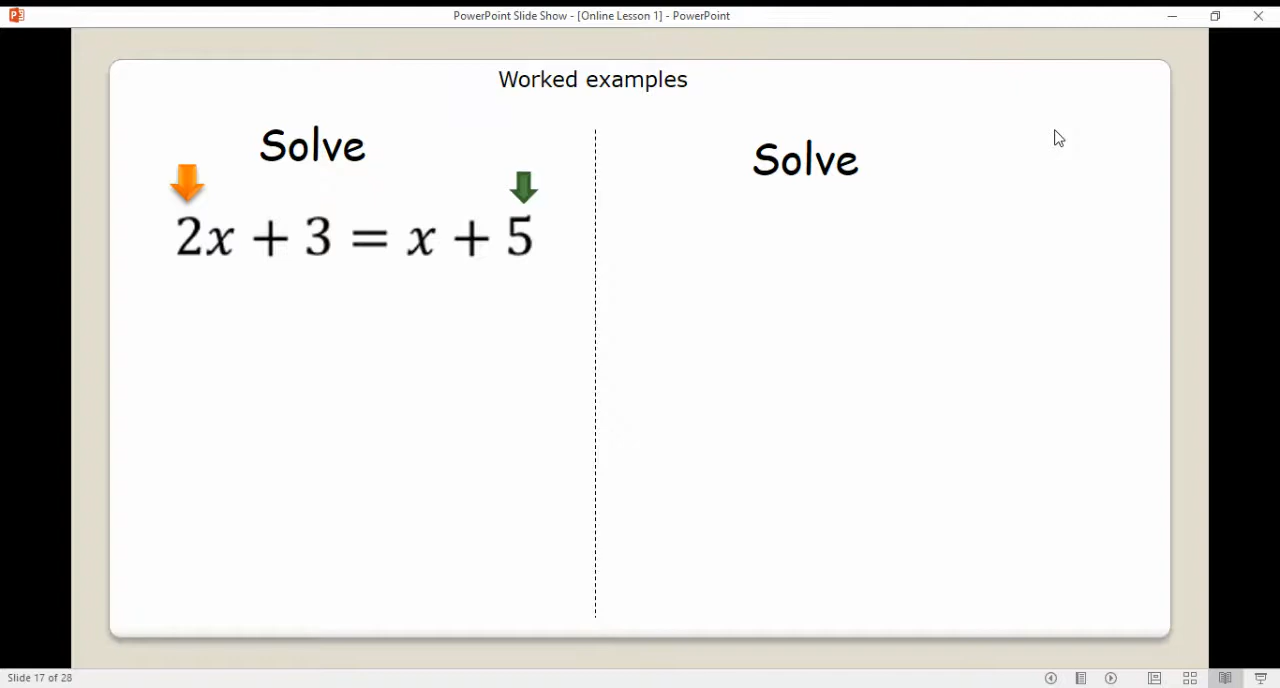 PowerPoint Slide Show - [Online Lesson 1] - PowerPoint
Worked examples
Solve
2x + 3 = x + 5
Solve
Slide 17 of 28